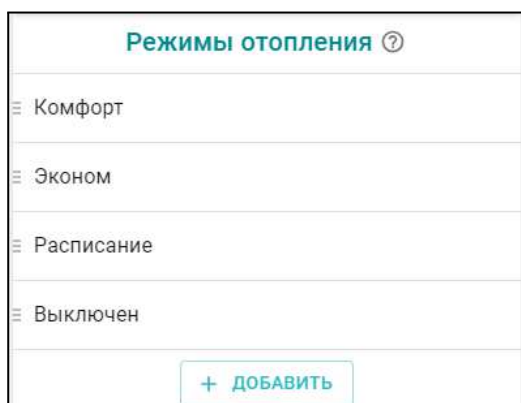 Режимы отопления ?
Комфорт
Эконом
Расписание
Выключен
+ ДОБАВИТЬ